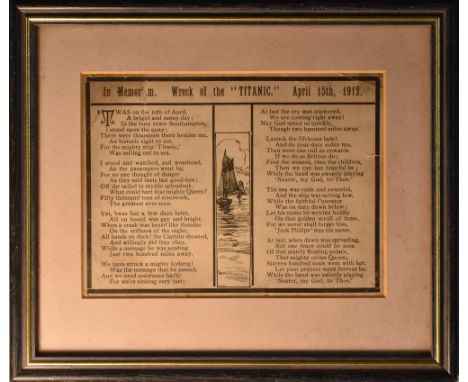 In Memor m. Wreck of the "TITANIC." April 15th, 1912.
'TWAS on the 10th of April,
A bright and sunny day;
In the busy town—Southampton,
I stood upon the quay;
There were thousands there besides me,
An historic sight to see,
For the mighty ship 'Titanic,'
Was setting out to sea.
I stood and watched, and wondered,
As the passengers went by,
For no one thought of danger
As they said their last good-bye;
Off she sailed in mystic splendour,
What could hurt that mighty Queen?
Fifty thousand tons of steelwork,
The greatest ever seen.
Yet, 'twas but a few days later,
All on board was gay and bright,
When a crash was heard like thunder
On the stillness of the night.
All hands on deck! the Captain shouted,
And willingly did they obey,
While a message he was sending
Just two hundred miles away.
We have struck a mighty iceberg!
Was the message that he passed,
And we need assistance badly
For we're sinking very fast;
At last the cry was answered,
We are coming right away!
May God speed us quickly,
Though two hundred miles away.
Launch the lifeboats lads!
And do your duty noble too,
Then none can call us cowards
If we do as Britons do;
First the women, then the children,
Then we can but hopeful be;
While the band was sweetly playing
'Nearer, my God, to Thee.'
The sea was calm and peaceful,
And the ship was settling low,
While the faithful Operator
Was on duty down below;
Let his name be written boldly
On that golden scroll of fame,
For we never shall forget him,
'Jack Philips' was his name.
At last, when dawn was spreading,
Not one trace could be seen
Of that stately floating palace,
That mighty ocean Queen;
Sixteen hundred souls went with her,
Let your prayers more fervent be,
While the band was sweetly playing
'Nearer, my God, to Thee.'